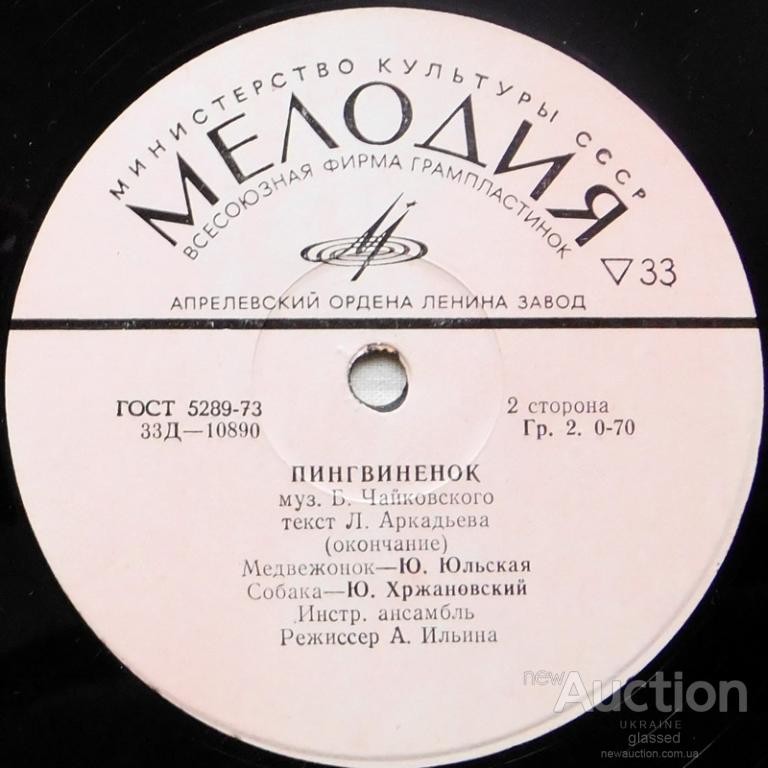 МИНИСТЕРСТВО КУЛЬТУРЫ СССР
МЕЛОДИЯ
ВСЕСОЮЗНАЯ ФИРМА ГРАМПЛАСТИНОК
▽33
АПРЕЛЕВСКИЙ ОРДЕНА ЛЕНИНА ЗАВОД
ГОСТ 5289-73
33Д—10890
2 сторона
Гр. 2. 0-70
ПИНГВИНЕНОК
муз. Б. Чайковского
текст Л. Аркадьева
(окончание)
Медвежонок—Ю. Юльская
Собака—Ю. Хржановский
Инстр. ансамбль
Режиссер А. Ильина
newAuction
UKRAINE
glassed
newauction.com.ua